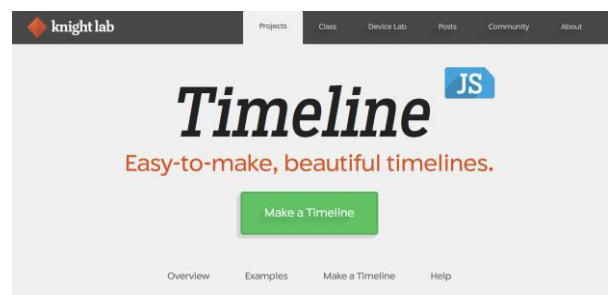 knight lab Projects Class Device Lab Posts Community About
Timeline JS
Easy-to-make, beautiful timelines.
Make a Timeline
Overview Examples Make a Timeline Help